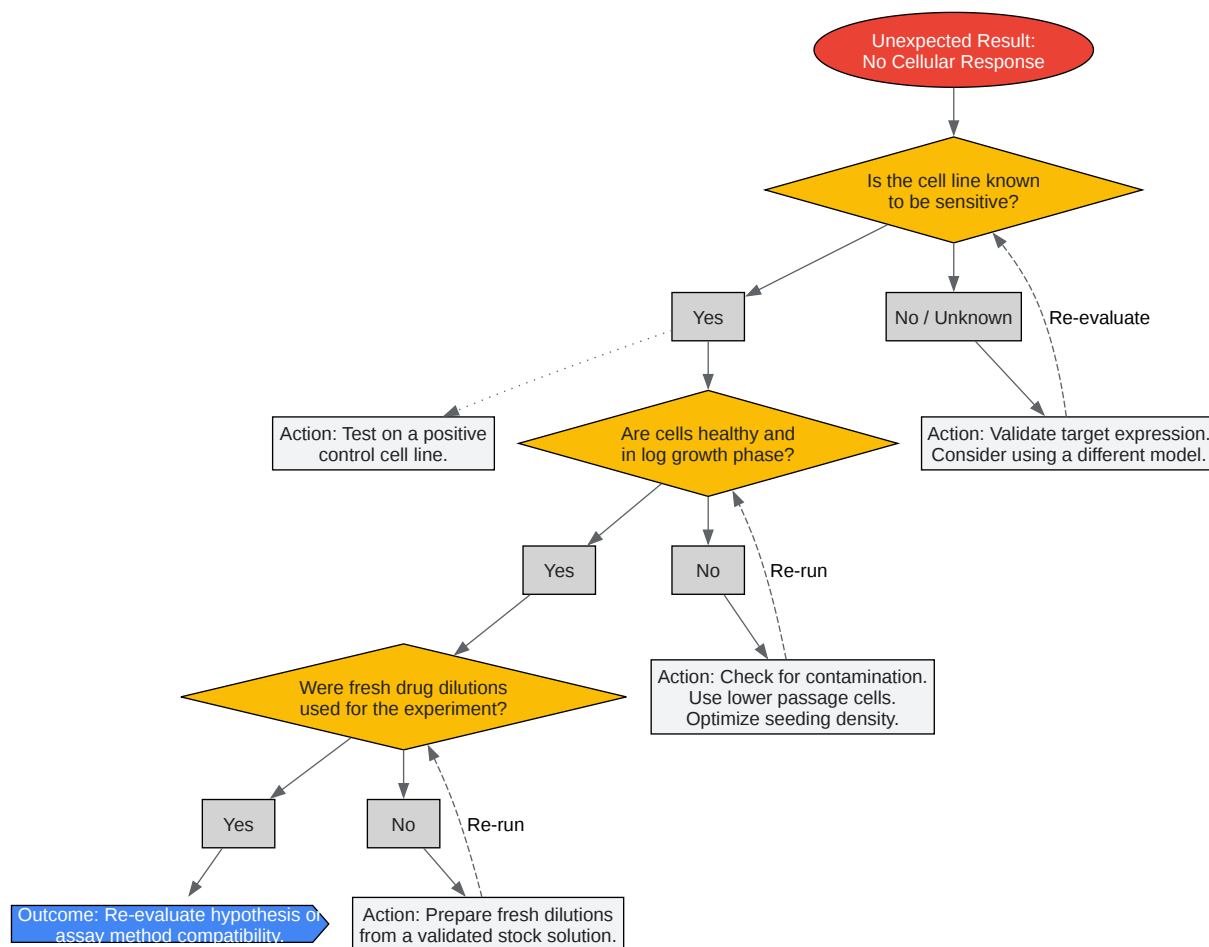 Unexpected Result:
No Cellular Response
Is the cell line known
to be sensitive?
Yes
No / Unknown
Re-evaluate
Action: Test on a positive
control cell line.
Are cells healthy and
in log growth phase?
Action: Validate target expression.
Consider using a different model.
Yes
No
Re-run
Action: Check for contamination.
Use lower passage cells.
Optimize seeding density.
Were fresh drug dilutions
used for the experiment?
Yes
No
Re-run
Outcome: Re-evaluate hypothesis or
assay method compatibility.
Action: Prepare fresh dilutions
from a validated stock solution.